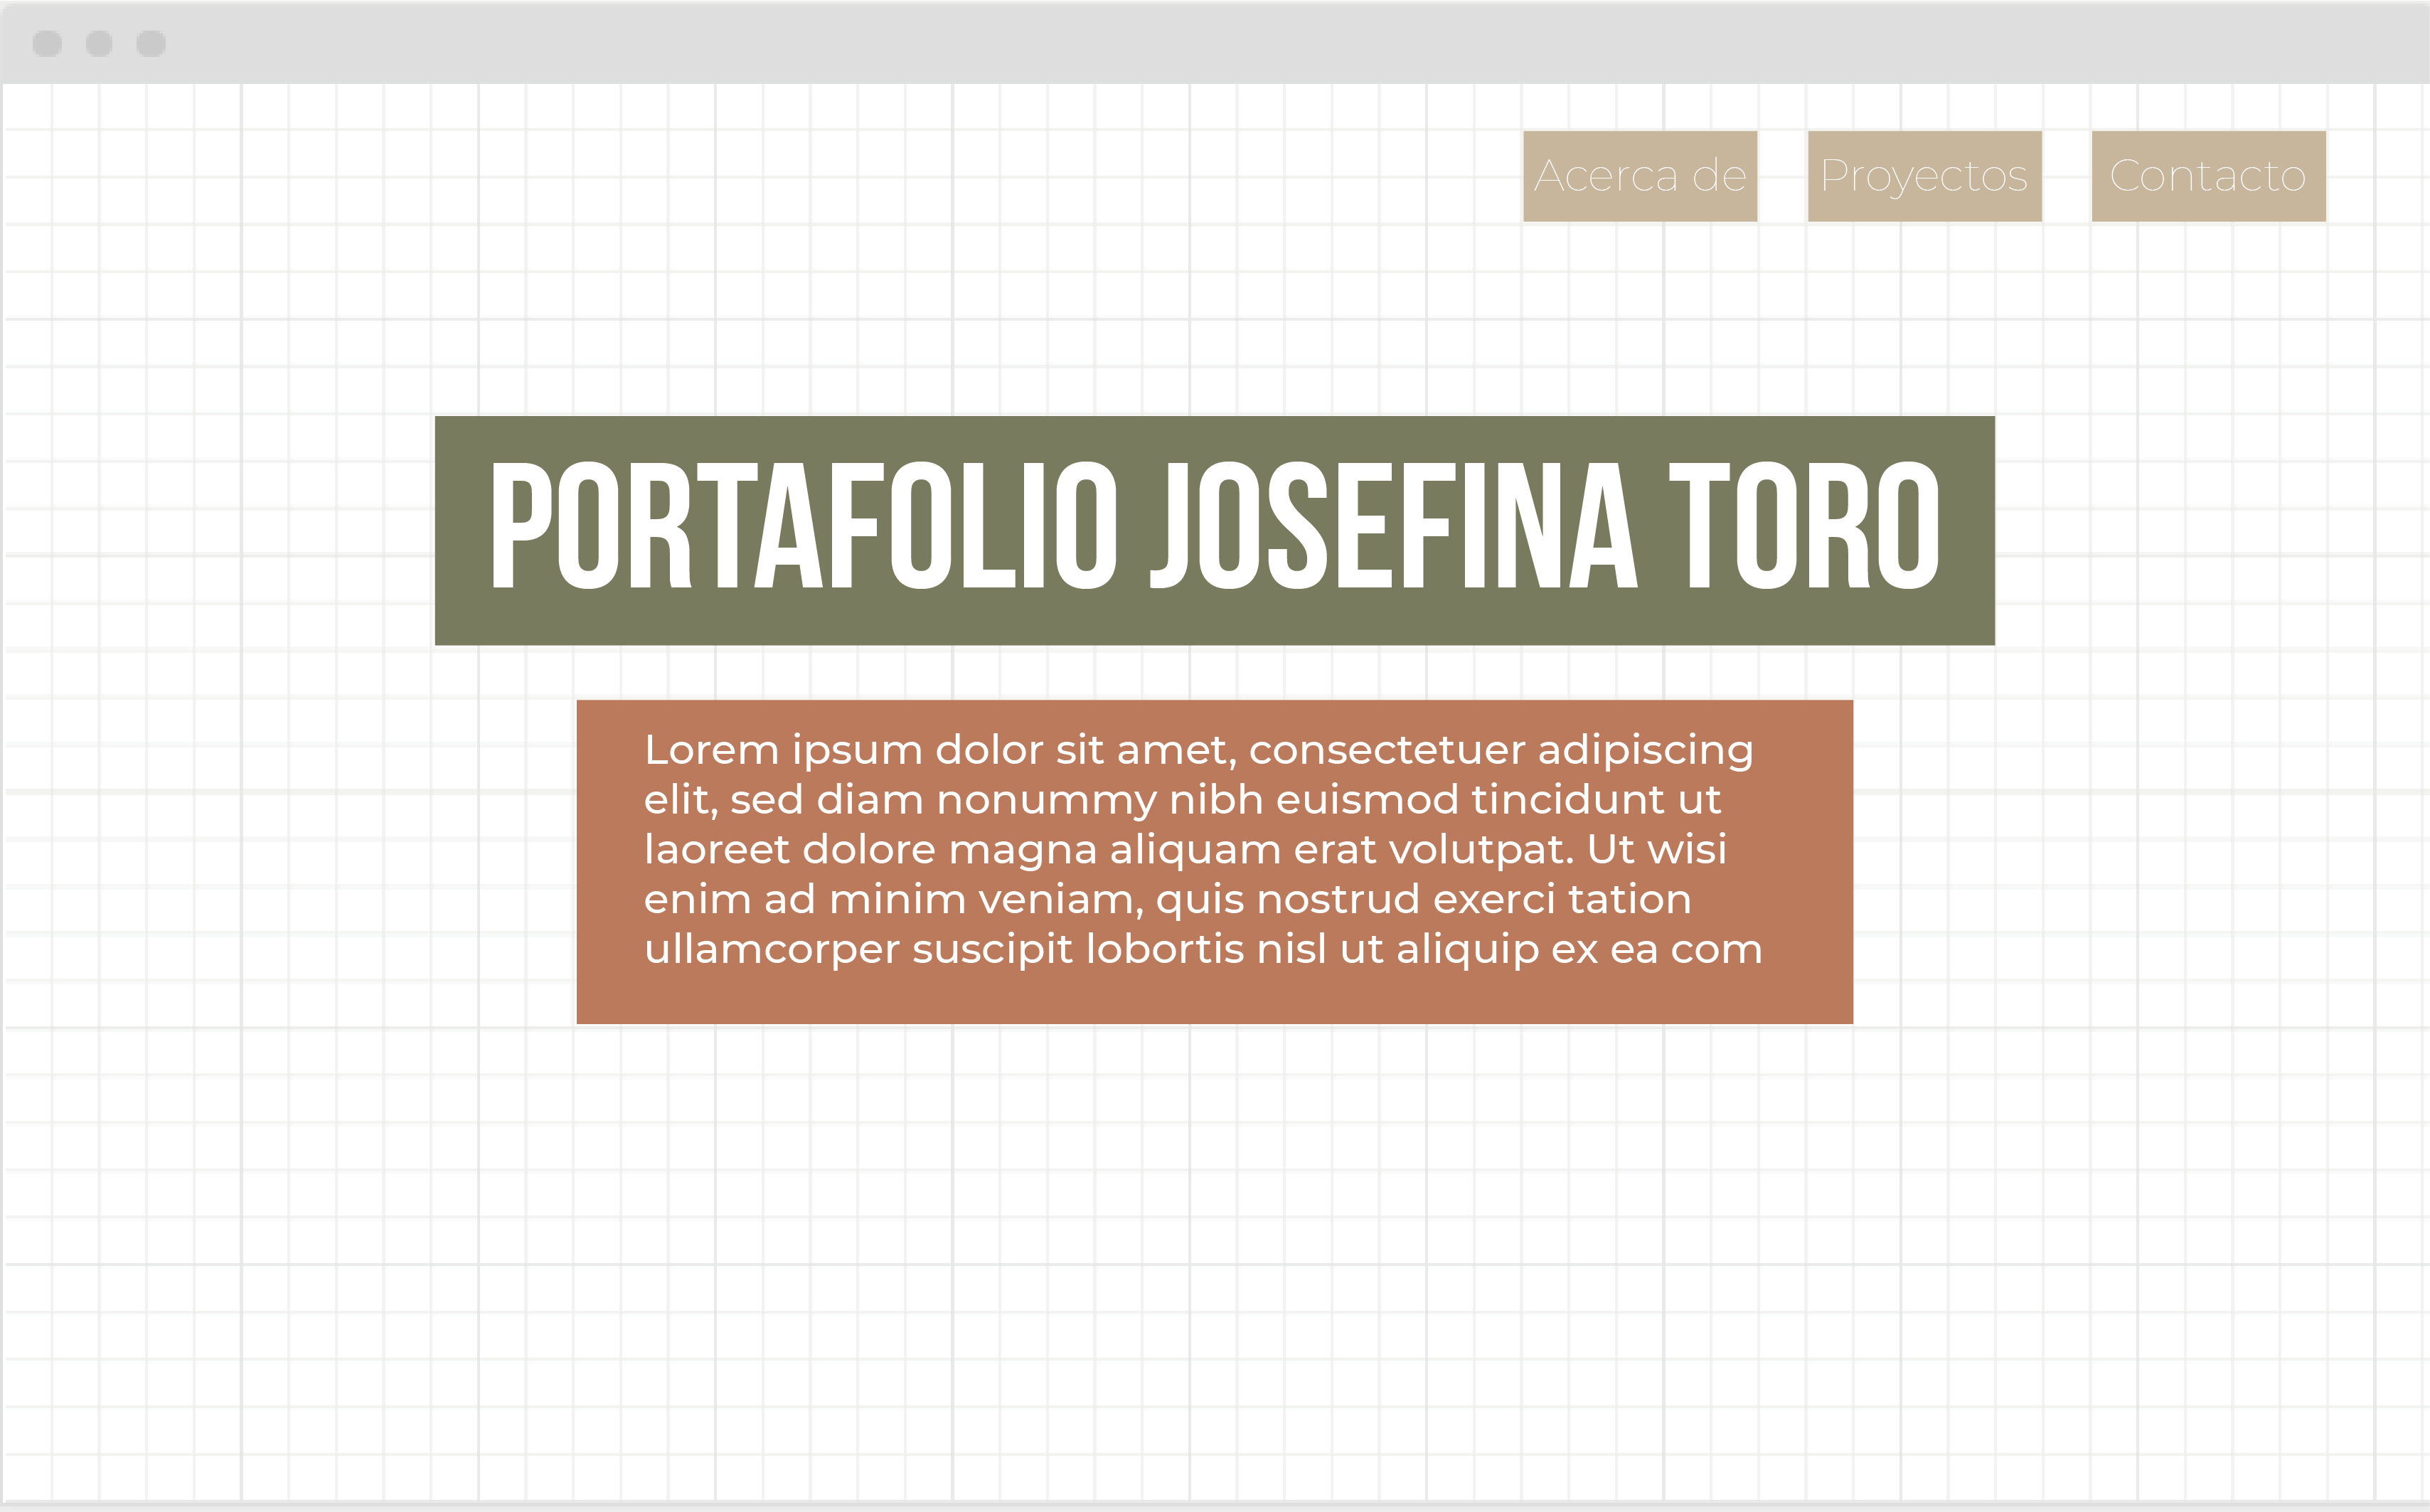 Acerca de Proyectos Contacto
PORTAFOLIO JOSEFINA TORO
Lorem ipsum dolor sit amet, consectetuer adipiscing
elit, sed diam nonummy nibh euismod tincidunt ut
laoreet dolore magna aliquam erat volutpat. Ut wisi
enim ad minim veniam, quis nostrud exerci tation
ullamcorper suscipit lobortis nisl ut aliquip ex ea com